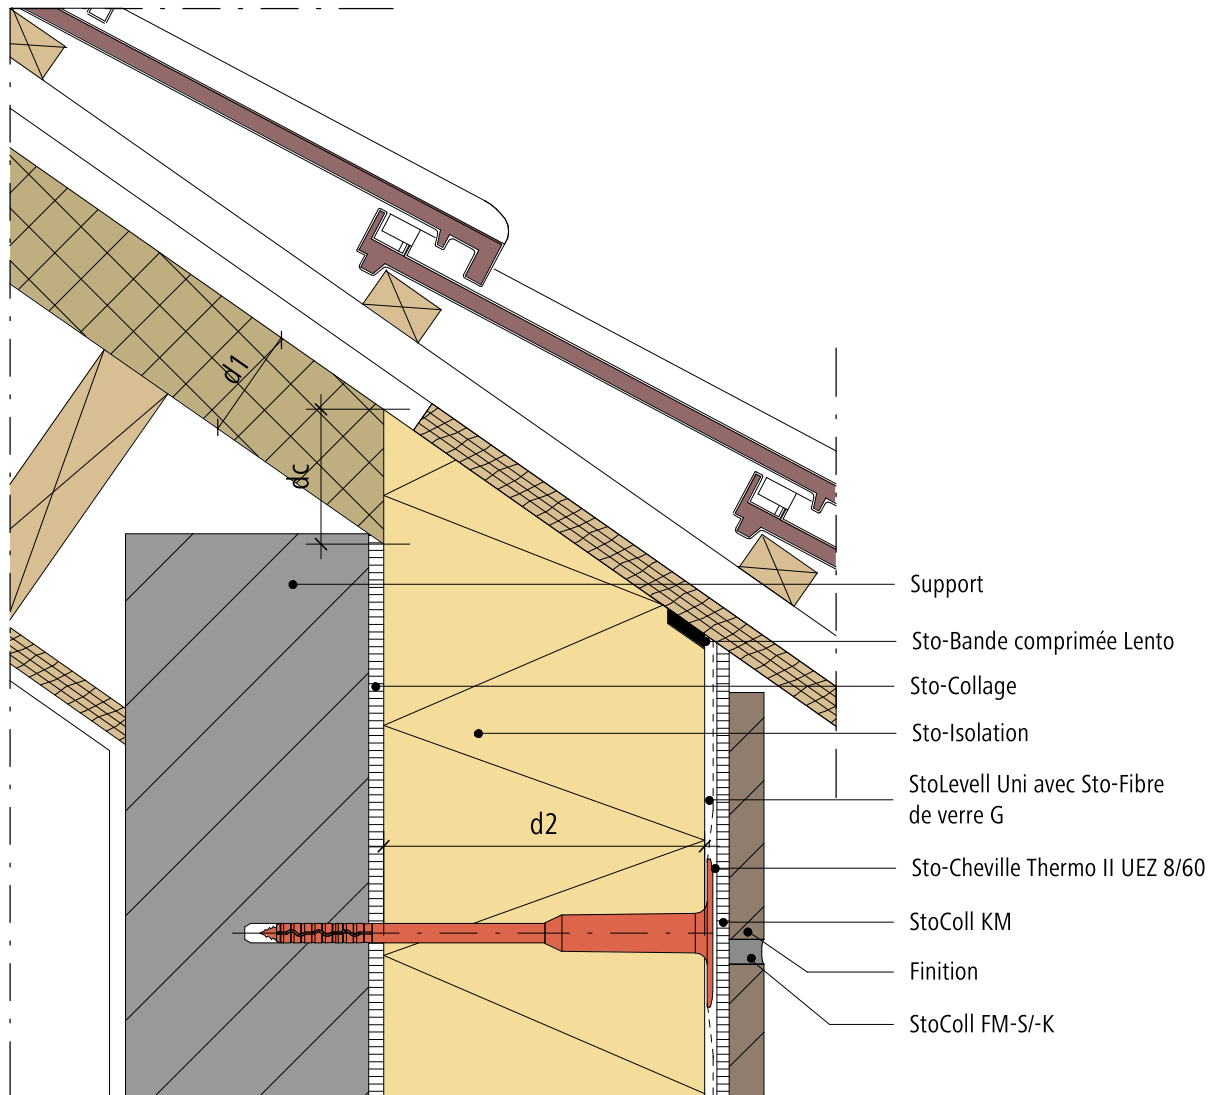 d1
dc
Support
Sto-Bande comprimée Lento
Sto-Collage
Sto-Isolation
StoLevell Uni avec Sto-Fibre
de verre G
d2
Sto-Cheville Thermo II UEZ 8/60
StoColl KM
Finition
StoColl FM-S/-K